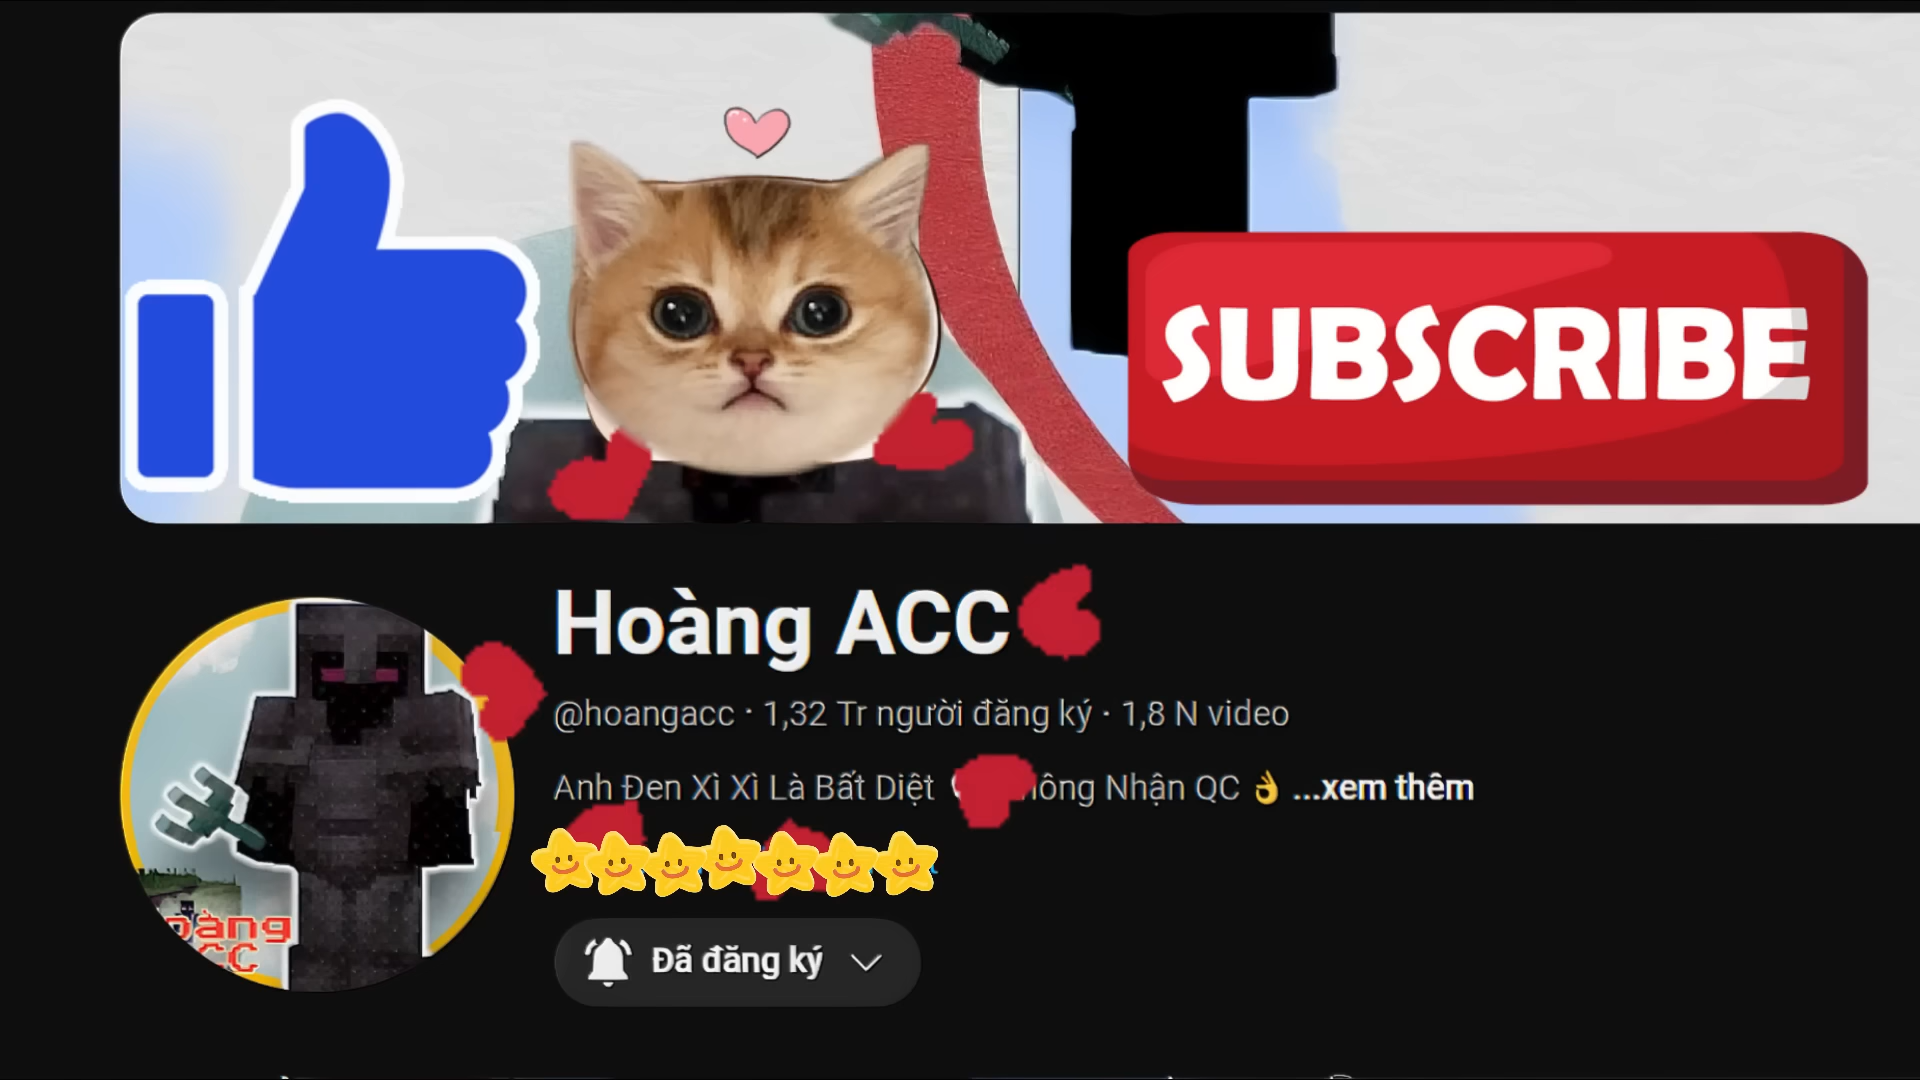 SUBSCRIBE
Hoàng ACC
@hoangacc · 1,32 Tr người đăng ký · 1,8 N video
Anh Đen Xì Xì Là Bất Diệt Nhận QC 👌 ...xem thêm
Đã đăng ký